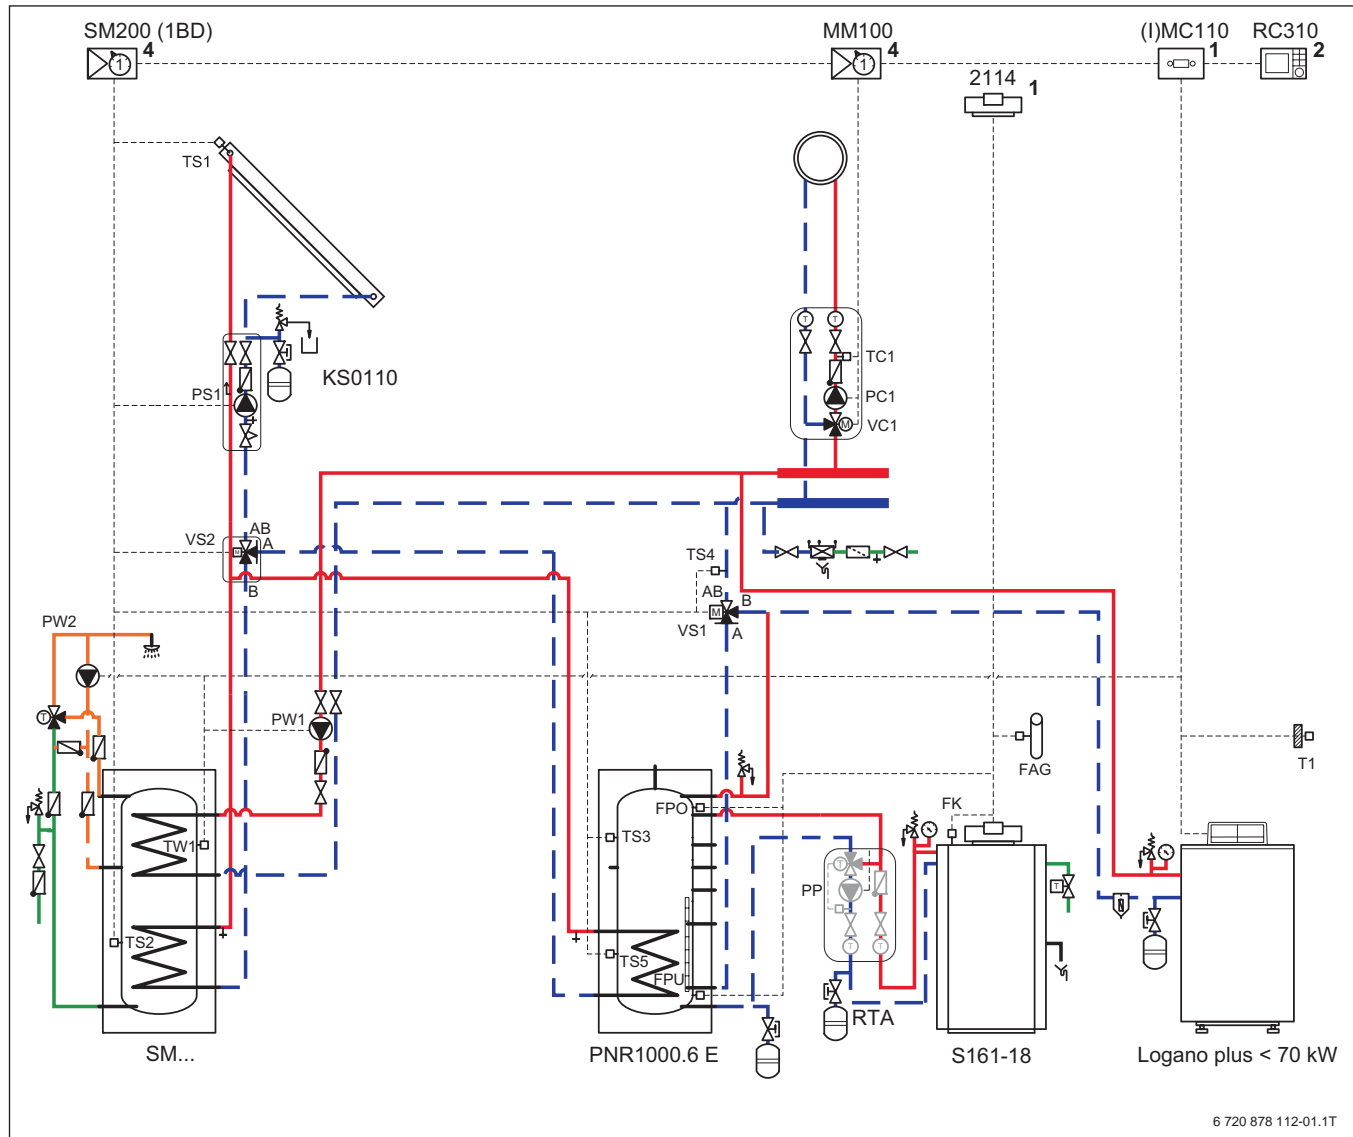 SM200 (1BD)
4
MM100
4
(I)MC110
1
RC310
2
1
1
2114
1
TS1
T
T
TC1
KS0110
PS1
PC1
M
VC1
VS2
AB
A
M
B
TS4
AB
B
M
VS1
A
PW2
T
PW1
T1
FAG
FPO
FK
TS3
TW1
T
PP
T
TS2
TS5
FPU
T
T
RTA
SM...
PNR1000.6 E
S161-18
Logano plus < 70 kW
6 720 878 112-01.1T